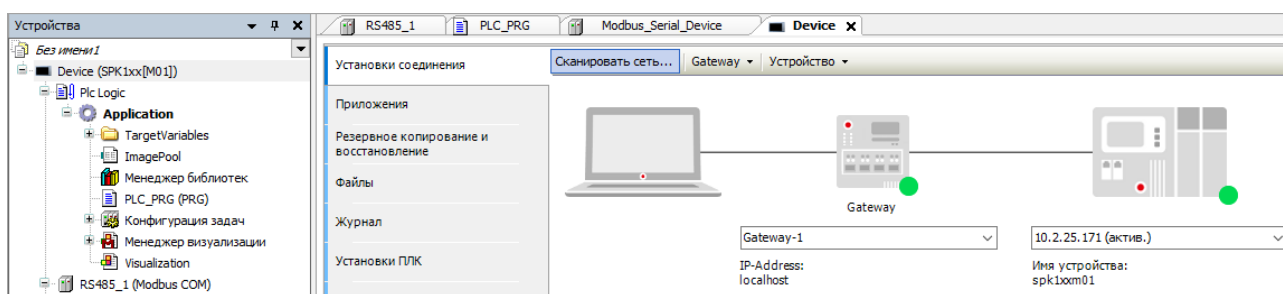 Устройства
Без имени1
Device (SPK1xx[M01])
Plc Logic
Application
TargetVariables
ImagePool
Менеджер библиотек
PLC_PRG (PRG)
Конфигурация задач
Менеджер визуализации
Visualization
RS485_1 (Modbus COM)
RS485_1 PLC_PRG Modbus_Serial_Device Device
Установки соединения
Приложения
Резервное копирование и
восстановление
Файлы
Журнал
Установки ПЛК
Сканировать сеть... Gateway Устройство
Gateway
Gateway-1
IP-Address:
localhost
10.2.25.171 (актив.)
Имя устройства:
spk1xxm01